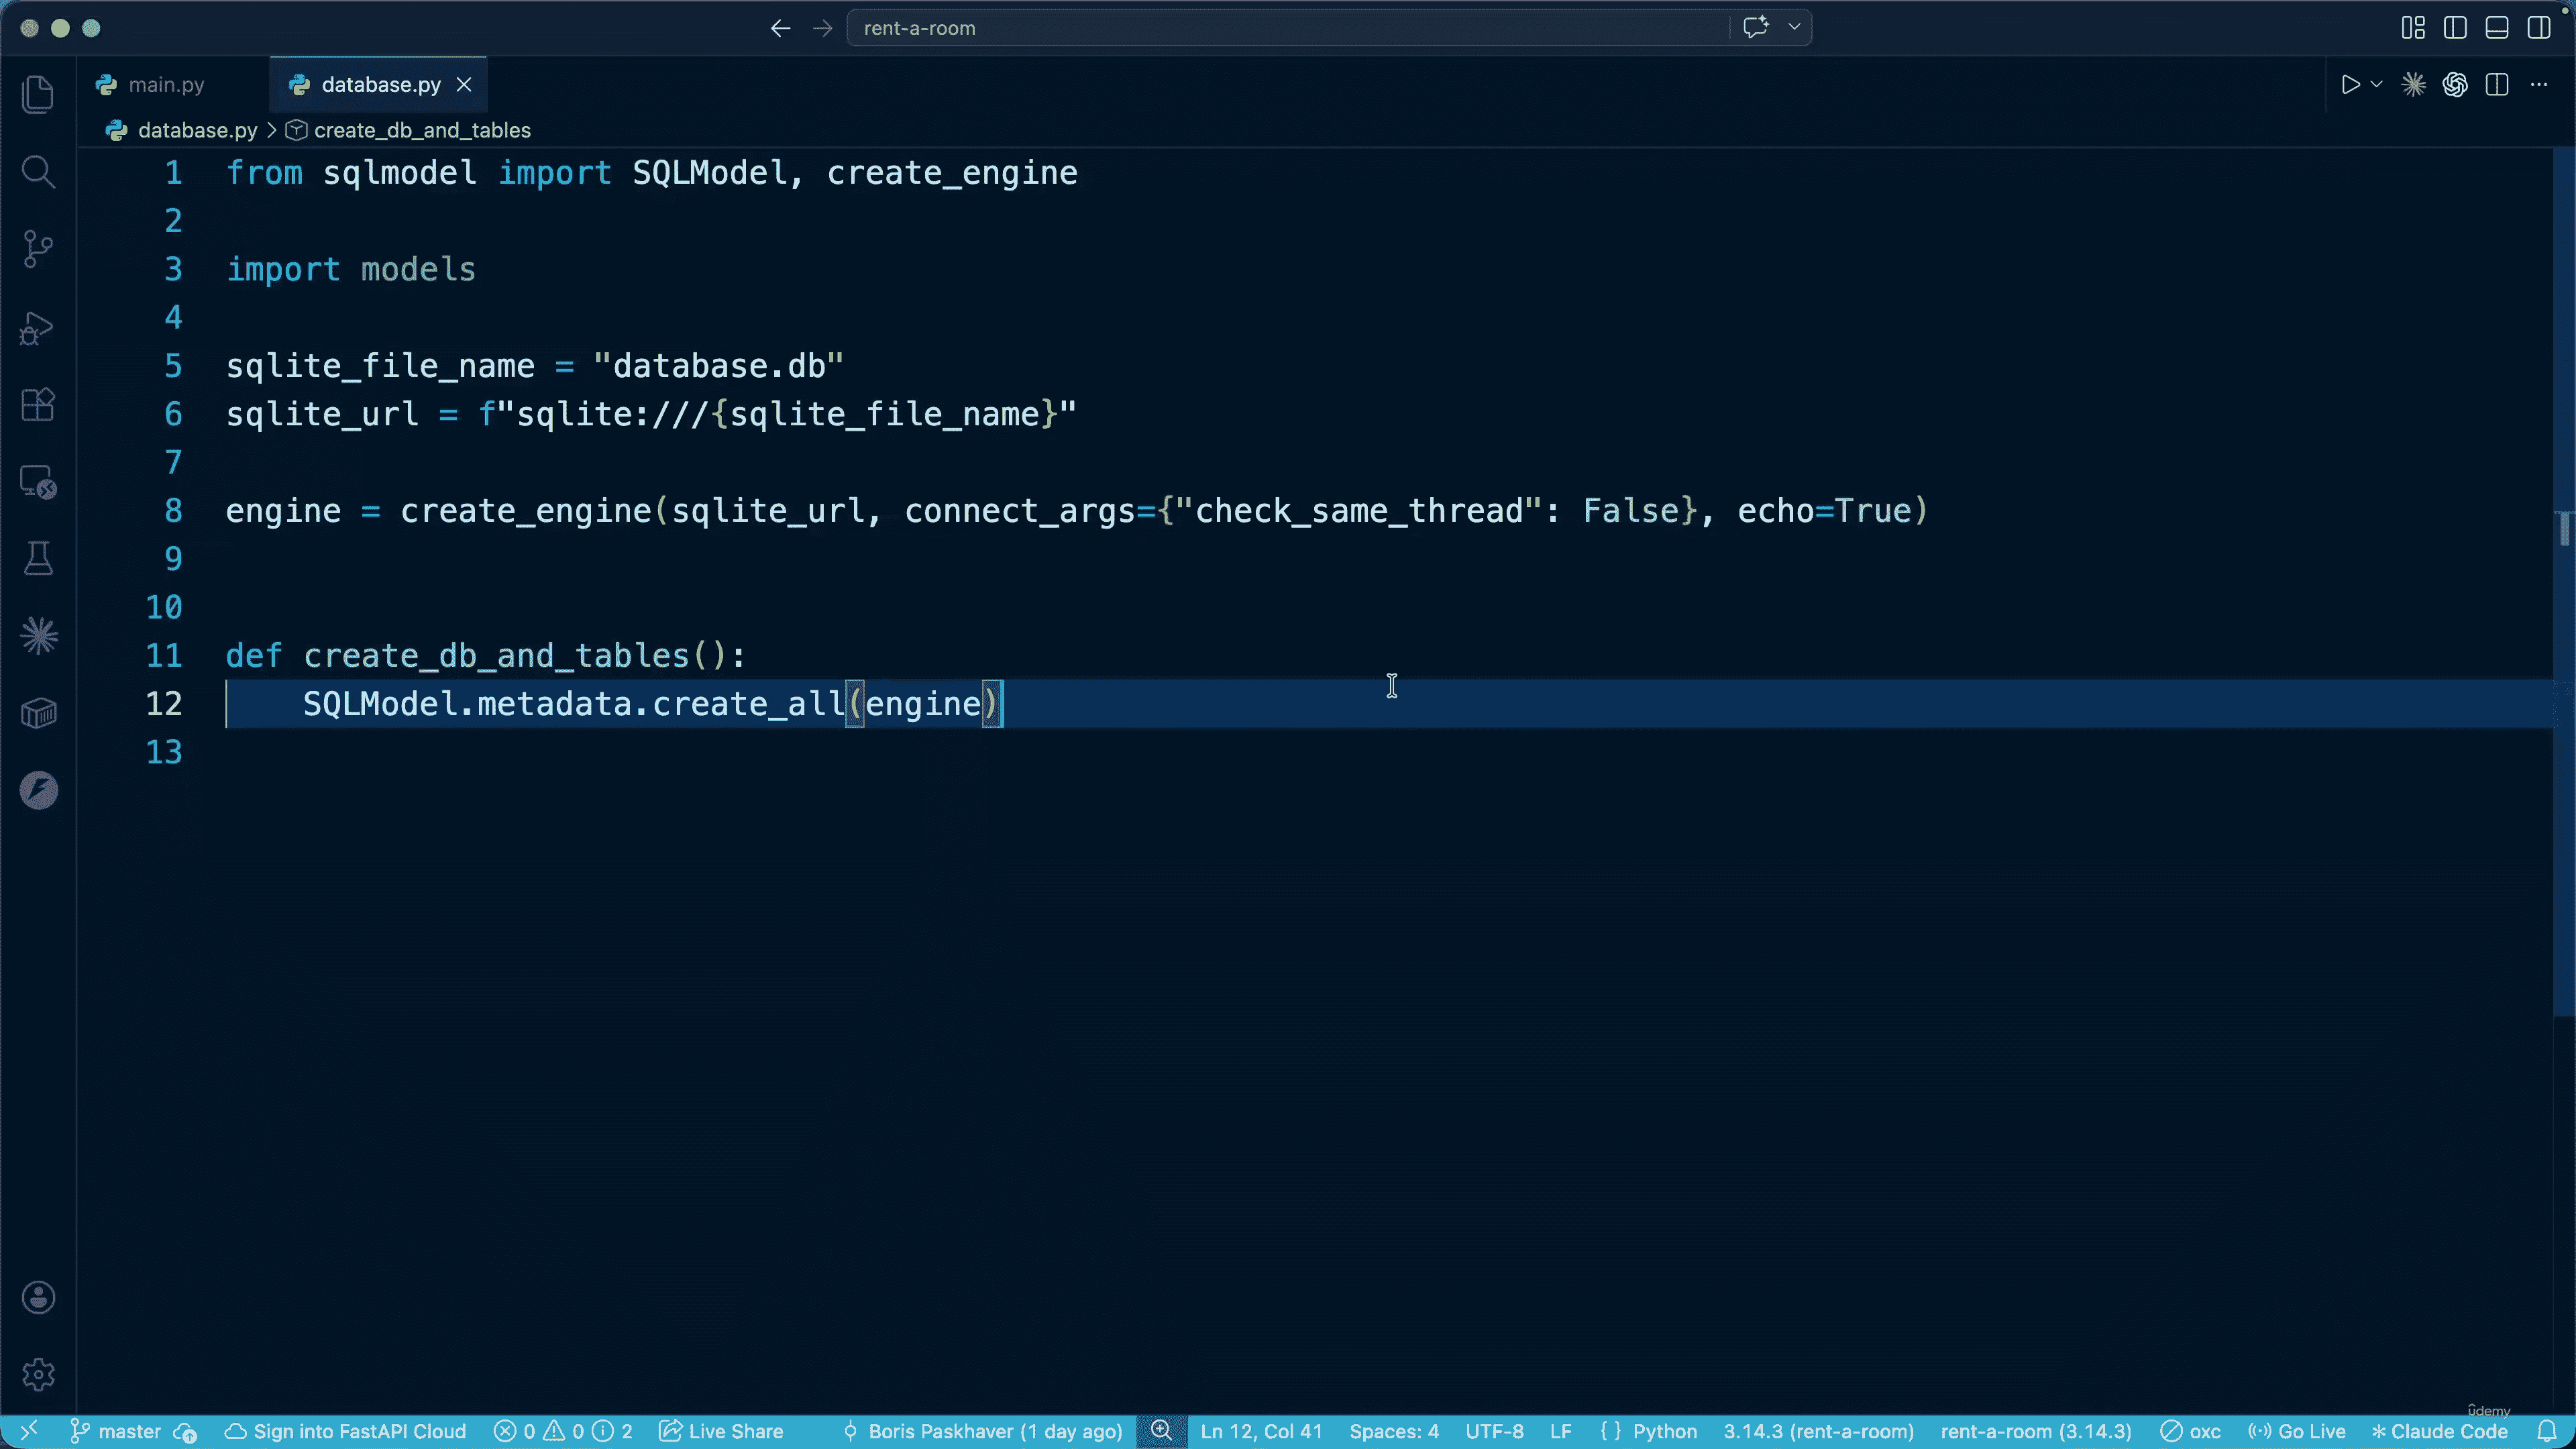 rent-a-room
main.py
database.py
database.py > create_db_and_tables
1 from sqlmodel import SQLModel, create_engine
2
3 import models
4
5 sqlite_file_name = "database.db"
6 sqlite_url = f"sqlite:///{sqlite_file_name}"
7
8 engine = create_engine(sqlite_url, connect_args={"check_same_thread": False}, echo=True)
9
10
11 def create_db_and_tables():
12     SQLModel.metadata.create_all(engine)
13
ûdemy
master Sign into FastAPI Cloud 0 0 2 Live Share Boris Paskhaver (1 day ago) Ln 12, Col 41 Spaces: 4 UTF-8 LF { } Python 3.14.3 (rent-a-room) rent-a-room (3.14.3) oxc Go Live Claude Code